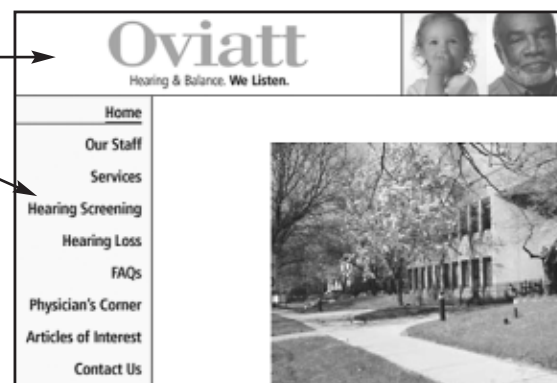 Oviatt
Hearing & Balance. We Listen.
Home
Our Staff
Services
Hearing Screening
Hearing Loss
FAQs
Physician's Corner
Articles of Interest
Contact Us